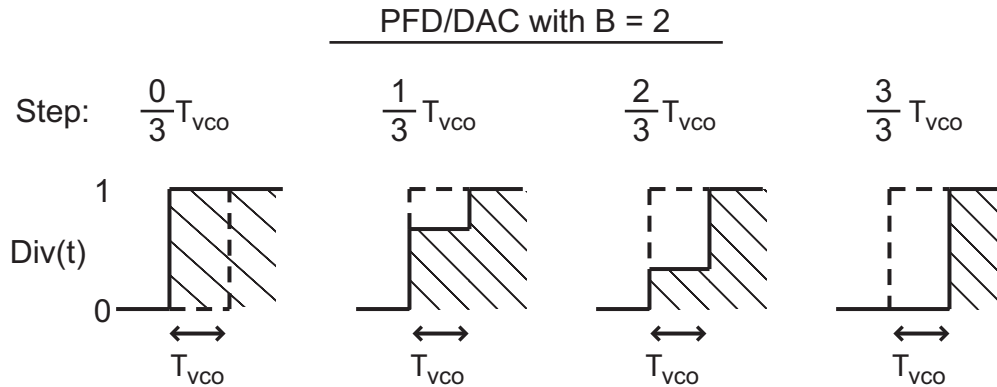 PFD/DAC with B = 2
Step: 0/3 Tvco 1/3 Tvco 2/3 Tvco 3/3 Tvco
1
Div(t)
0
Tvco Tvco Tvco Tvco